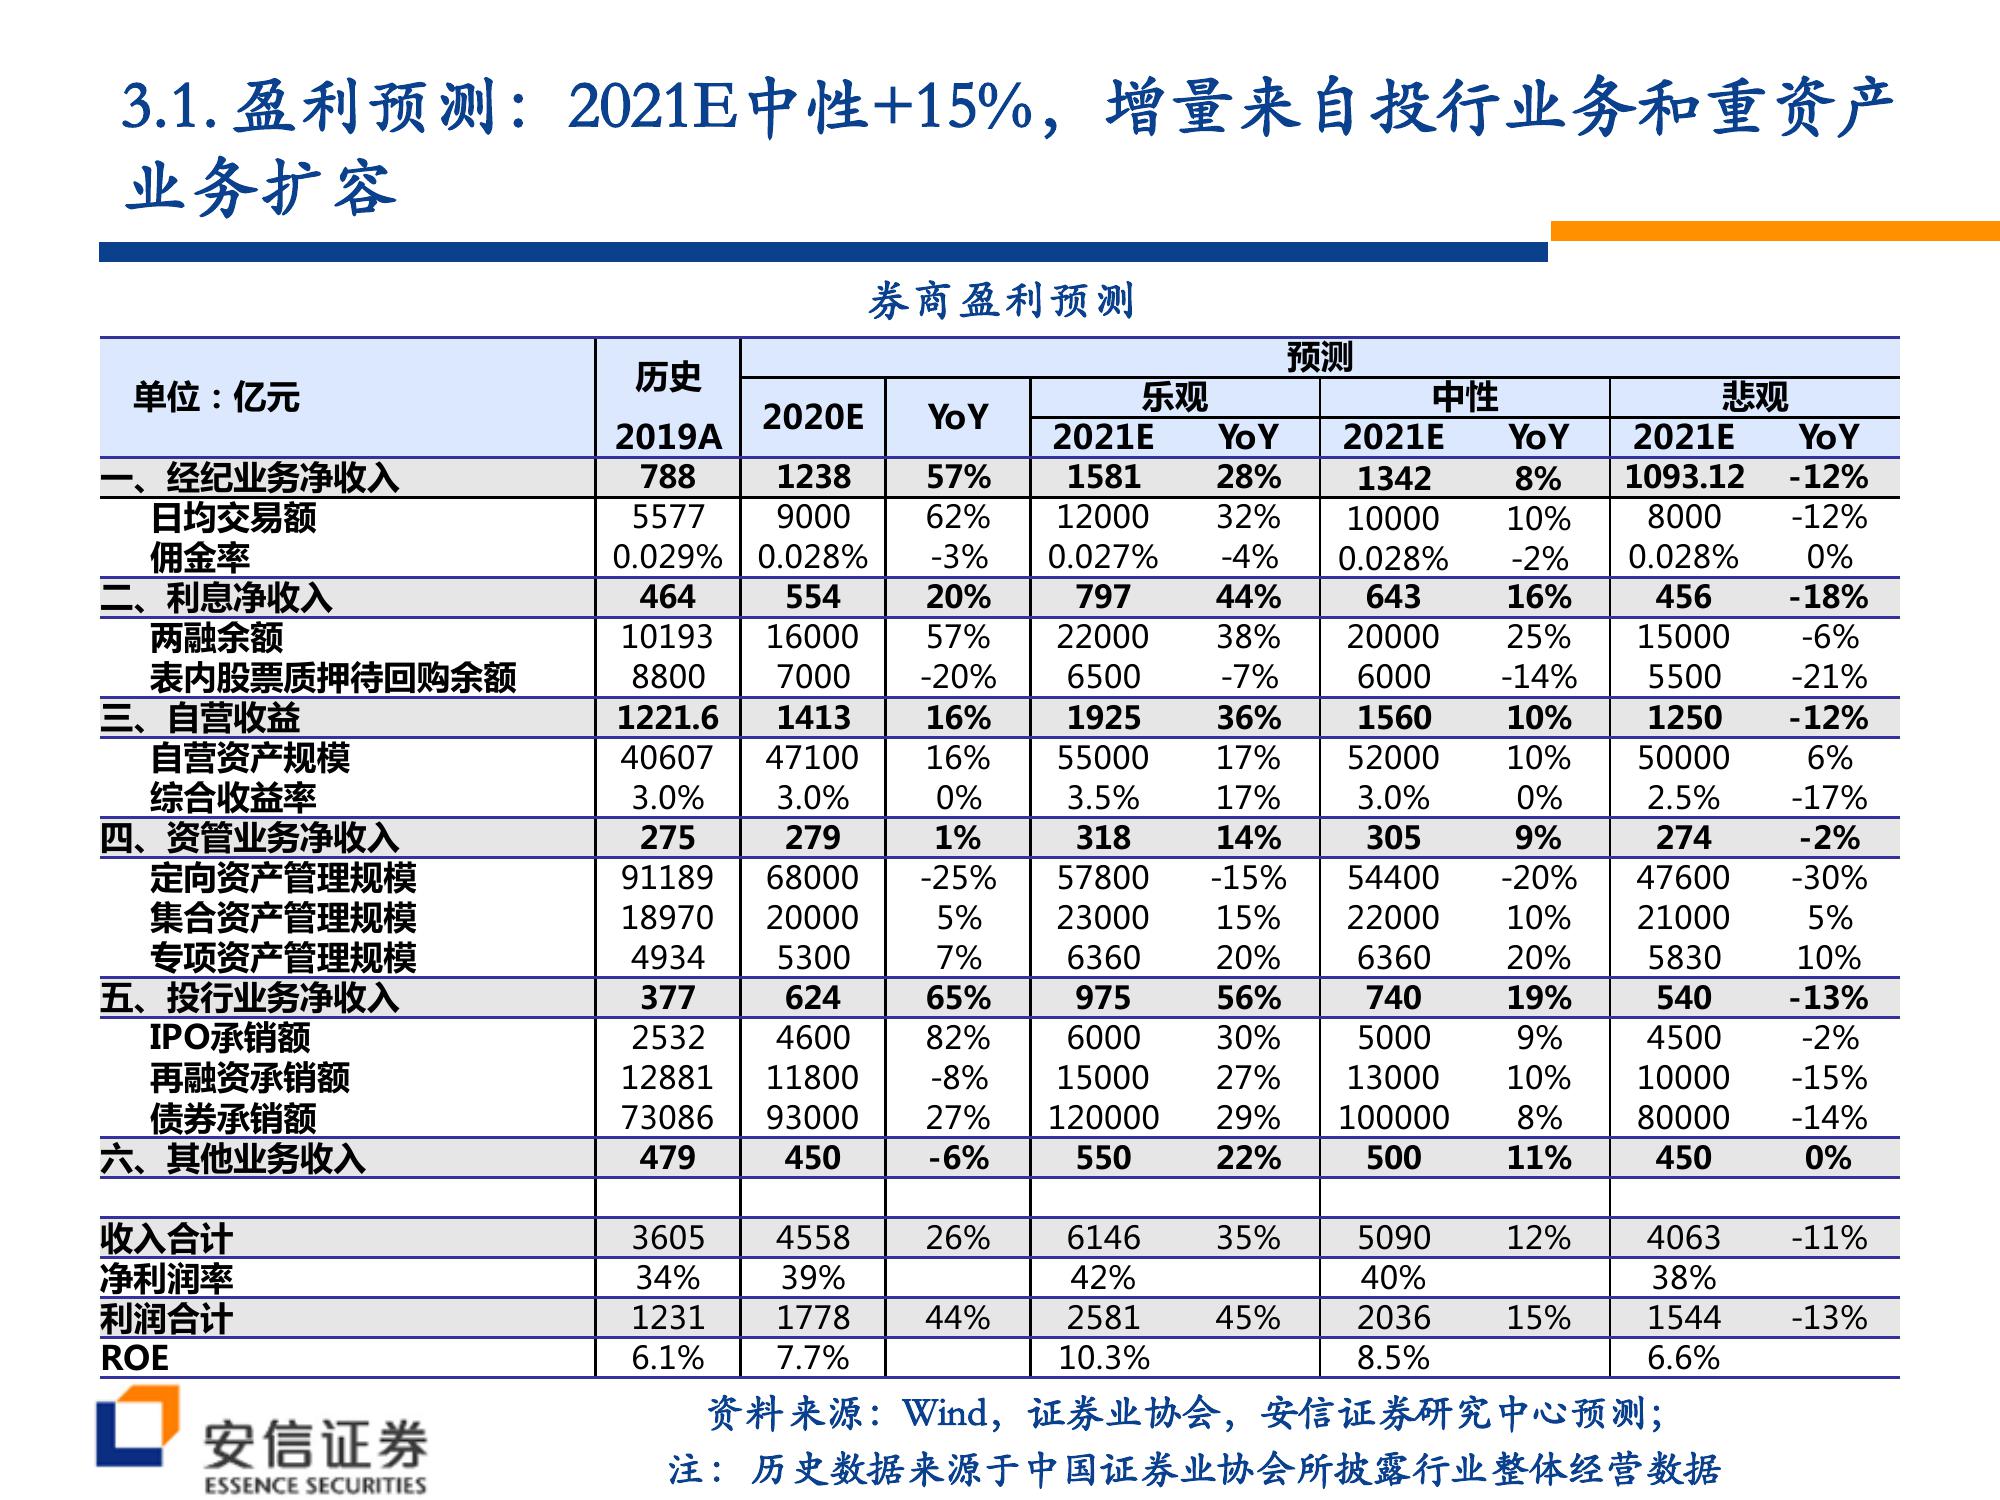 3.1. 盈利预测：2021E中性+15%，增量来自投行业务和重资产
业务扩容
券商盈利预测
单位：亿元 历史 预测
2019A 2020E YoY 乐观 中性 悲观
2021E YoY 2021E YoY 2021E YoY
一、经纪业务净收入 788 1238 57% 1581 28% 1342 8% 1093.12 -12%
日均交易额 5577 9000 62% 12000 32% 10000 10% 8000 -12%
佣金率 0.029% 0.028% -3% 0.027% -4% 0.028% -2% 0.028% 0%
二、利息净收入 464 554 20% 797 44% 643 16% 456 -18%
两融余额 10193 16000 57% 22000 38% 20000 25% 15000 -6%
表内股票质押待回购余额 8800 7000 -20% 6500 -7% 6000 -14% 5500 -21%
三、自营收益 1221.6 1413 16% 1925 36% 1560 10% 1250 -12%
自营资产规模 40607 47100 16% 55000 17% 52000 10% 50000 6%
综合收益率 3.0% 3.0% 0% 3.5% 17% 3.0% 0% 2.5% -17%
四、资管业务净收入 275 279 1% 318 14% 305 9% 274 -2%
定向资产管理规模 91189 68000 -25% 57800 -15% 54400 -20% 47600 -30%
集合资产管理规模 18970 20000 5% 23000 15% 22000 10% 21000 5%
专项资产管理规模 4934 5300 7% 6360 20% 6360 20% 5830 10%
五、投行业务净收入 377 624 65% 975 56% 740 19% 540 -13%
IPO承销额 2532 4600 82% 6000 30% 5000 9% 4500 -2%
再融资承销额 12881 11800 -8% 15000 27% 13000 10% 10000 -15%
债券承销额 73086 93000 27% 120000 29% 100000 8% 80000 -14%
六、其他业务收入 479 450 -6% 550 22% 500 11% 450 0%
收入合计 3605 4558 26% 6146 35% 5090 12% 4063 -11%
净利润率 34% 39% 42% 40% 38%
利润合计 1231 1778 44% 2581 45% 2036 15% 1544 -13%
ROE 6.1% 7.7% 10.3% 8.5% 6.6%
资料来源：Wind，证券业协会，安信证券研究中心预测；
注： 历史数据来源于中国证券业协会所披露行业整体经营数据
安信证券
ESSENCE SECURITIES